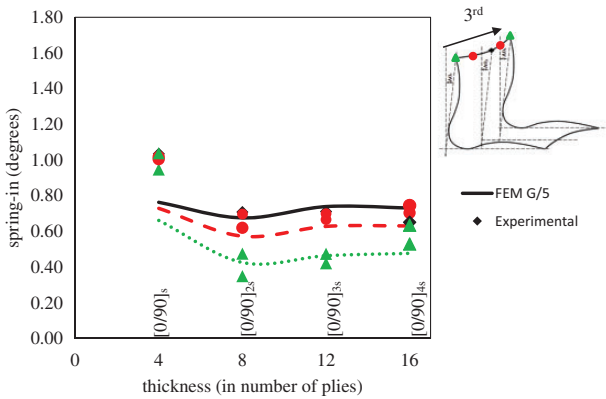 1.80
1.60
1.40
1.20
1.00
0.80
0.60
0.40
0.20
0.00
spring-in (degrees)
[0/90]s
[0/90]2s
[0/90]3s
[0/90]4s
0 4 8 12 16
thickness (in number of plies)
3rd
FEM G/5
Experimental